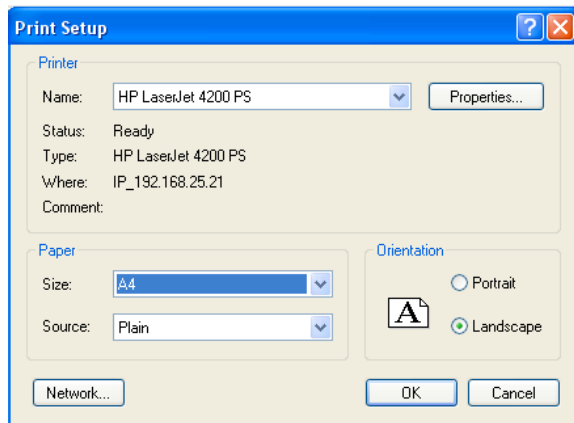 Print Setup
Printer
Name: HP LaserJet 4200 PS Properties...
Status: Ready
Type: HP LaserJet 4200 PS
Where: IP_192.168.25.21
Comment:
Paper
Size: A4
Source: Plain
Orientation
A
Portrait
Landscape
Network... OK Cancel